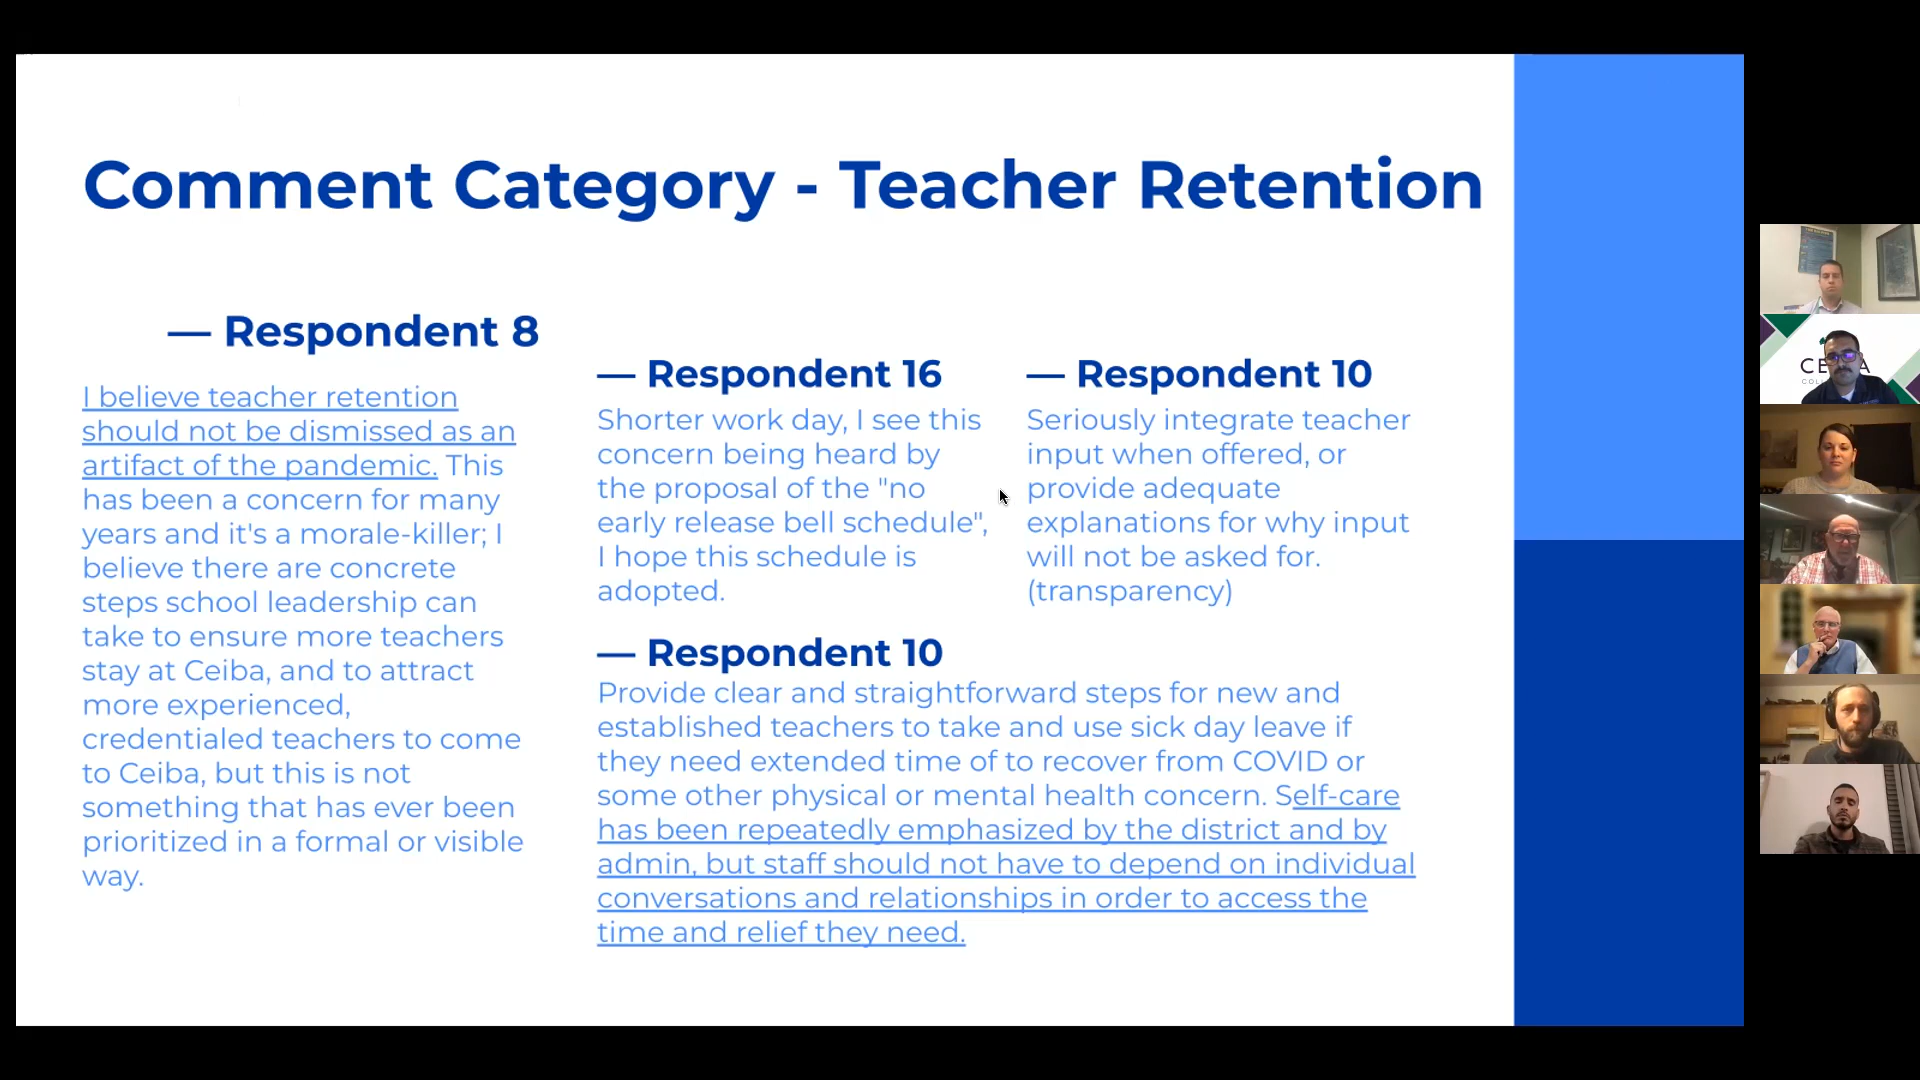 Comment Category - Teacher Retention
— Respondent 8
I believe teacher retention
should not be dismissed as an
artifact of the pandemic. This
has been a concern for many
years and it's a morale-killer; I
believe there are concrete
steps school leadership can
take to ensure more teachers
stay at Ceiba, and to attract
more experienced,
credentialed teachers to come
to Ceiba, but this is not
something that has ever been
prioritized in a formal or visible
way.
— Respondent 16
Shorter work day, I see this
concern being heard by
the proposal of the "no
early release bell schedule",
I hope this schedule is
adopted.
— Respondent 10
Seriously integrate teacher
input when offered, or
provide adequate
explanations for why input
will not be asked for.
(transparency)
— Respondent 10
Provide clear and straightforward steps for new and
established teachers to take and use sick day leave if
they need extended time of to recover from COVID or
some other physical or mental health concern. Self-care
has been repeatedly emphasized by the district and by
admin, but staff should not have to depend on individual
conversations and relationships in order to access the
time and relief they need.